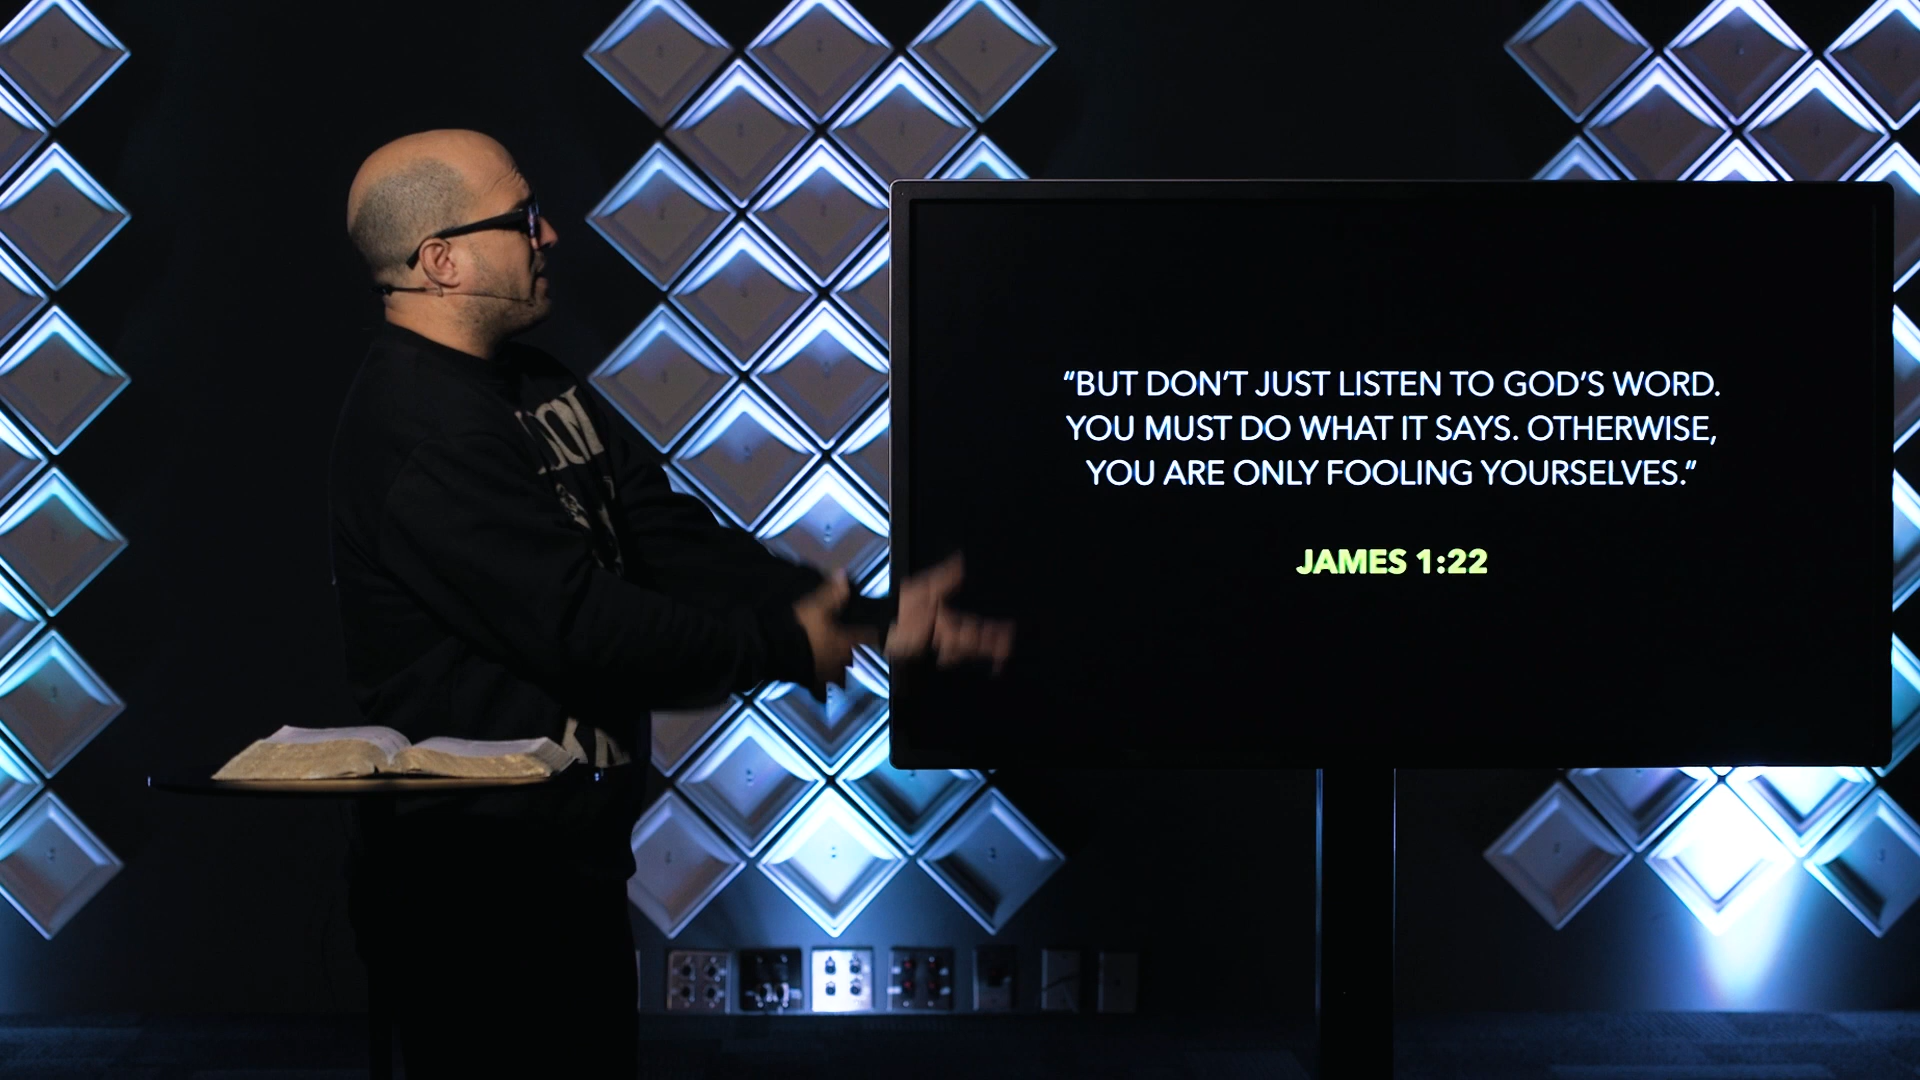 “BUT DON’T JUST LISTEN TO GOD’S WORD.
YOU MUST DO WHAT IT SAYS. OTHERWISE,
YOU ARE ONLY FOOLING YOURSELVES.”
JAMES 1:22